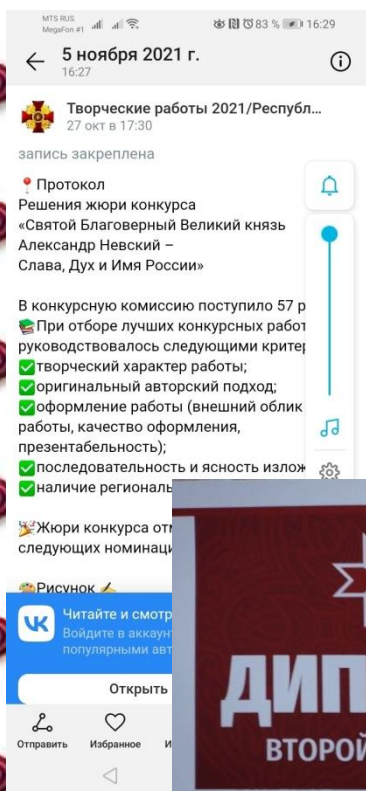 MTS RUS
MegaFon #1
83 % 16:29
5 ноября 2021 г.
16:27
Творческие работы 2021/Республ...
27 окт в 17:30
запись закреплена
Протокол
Решения жюри конкурса
«Святой Благоверный Великий князь
Александр Невский –
Слава, Дух и Имя России»
В конкурсную комиссию поступило 57 р
При отборе лучших конкурсных работ
руководствовалось следующими критер
творческий характер работы;
оригинальный авторский подход;
оформление работы (внешний облик
работы, качество оформления,
презентабельность);
последовательность и ясность излож
наличие региональ
Жюри конкурса отм
следующих номинаци
Рисунок
Читайте и смотр
Войдите в аккаун
популярными авт
Открыть
Отправить Избранное И
ДИП
ВТОРОЙ